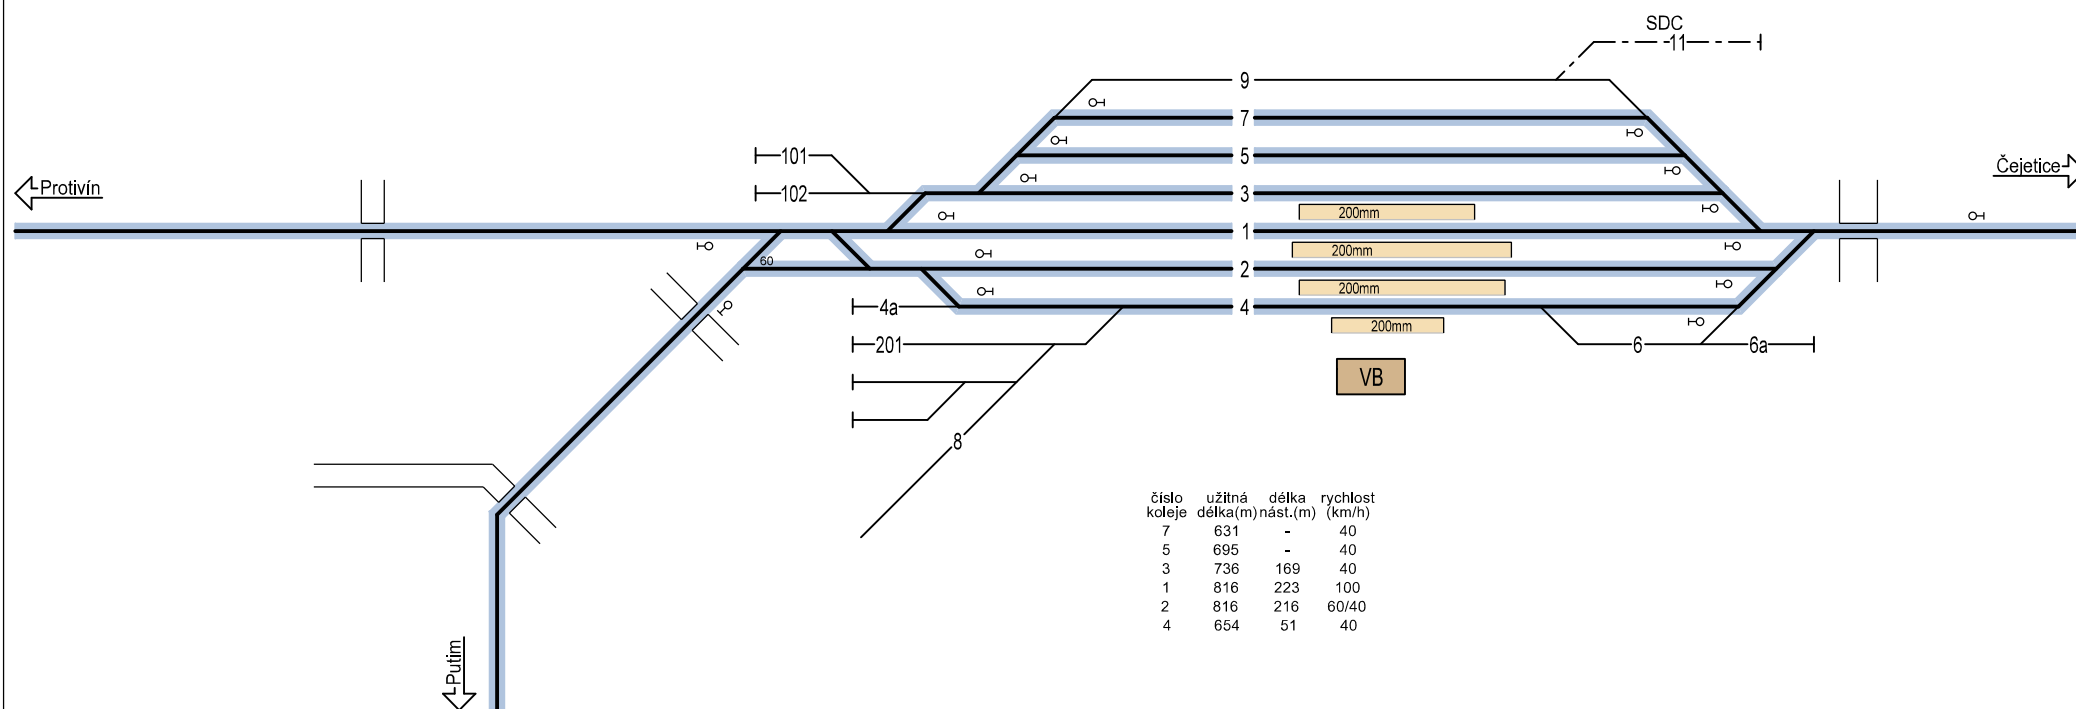 SDC
11
9
7
101
5
Protivín
Čejetice
102
3
200mm
1
200mm
60
2
200mm
4a
4
200mm
201
6
6a
VB
8
číslo koleje užitná délka(m) délka nást.(m) rychlost (km/h)
7 631 - 40
5 695 - 40
3 736 169 40
1 816 223 100
2 816 216 60/40
4 654 51 40
Putim